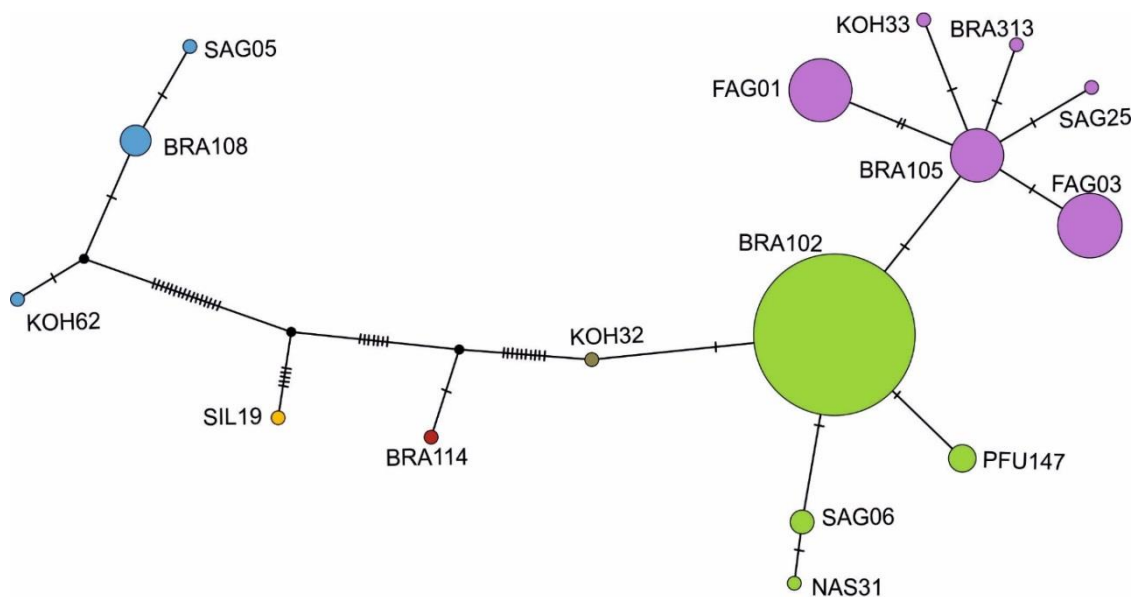 KOH33
BRA313
SAG05
FAG01
SAG25
BRA108
BRA105
FAG03
BRA102
KOH62
KOH32
SIL19
BRA114
PFU147
SAG06
NAS31